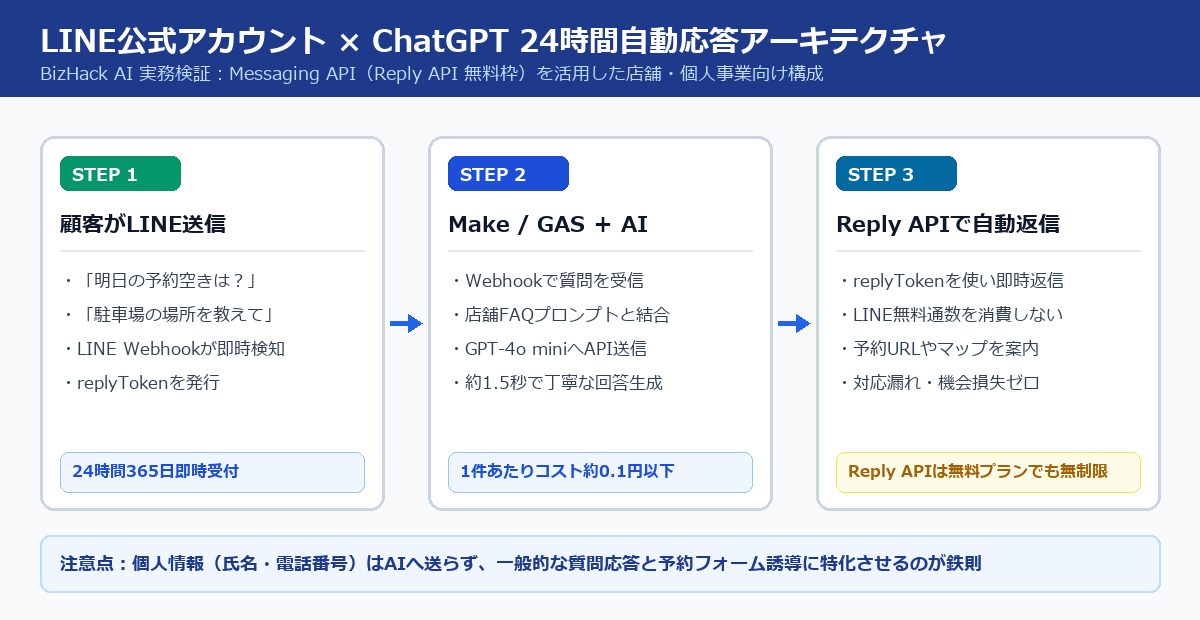 LINE公式アカウント × ChatGPT 24時間自動応答アーキテクチャ
BizHack AI 実務検証：Messaging API（Reply API 無料枠）を活用した店舗・個人事業向け構成
STEP 1
顧客がLINE送信
・「明日の予約空きは？」
・「駐車場の場所を教えて」
・LINE Webhookが即時検知
・replyTokenを発行
24時間365日即時受付
STEP 2
Make / GAS + AI
・Webhookで質問を受信
・店舗FAQプロンプトと結合
・GPT-4o miniへAPI送信
・約1.5秒で丁寧な回答生成
1件あたりコスト約0.1円以下
STEP 3
Reply APIで自動返信
・replyTokenを使い即時返信
・LINE無料通数を消費しない
・予約URLやマップを案内
・対応漏れ・機会損失ゼロ
Reply APIは無料プランでも無制限
注意点：個人情報（氏名・電話番号）はAIへ送らず、一般的な質問応答と予約フォーム誘導に特化させるのが鉄則